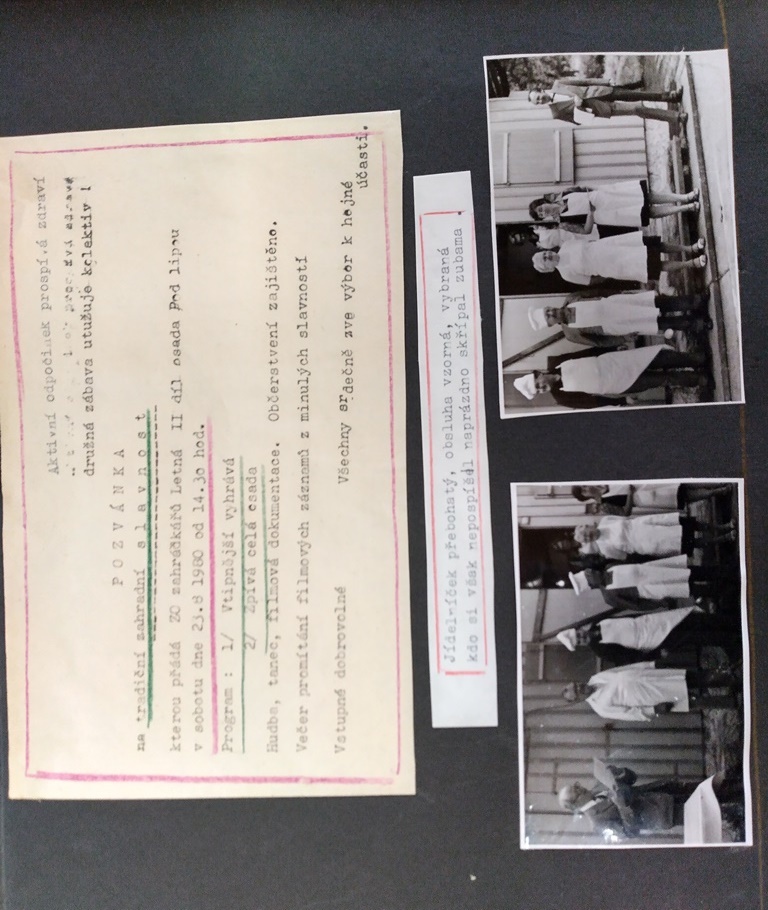 Aktivní odpočinek prospívá zdraví
družná zábava utužuje kolektiv !
P O Z V Á N K A
na tradiční zahradní s l a v n o s t
kterou přádá ZO zahrádkářů Letná II díl osada Pod lipou
v sobotu dne 23.8 1980 od 14.30 hod.
Program : 1/ Vtipnější vyhrává
2/ Zpívá celá osada
Hudba, tanec, filmová dokumentace. Občerstvení zajištěno.
Večer promítání filmových záznamů z minulých slavností
Vstupné dobrovolné Všechny srdečně zve výbor k hojné
účasti.
Jídelníček přebohatý, obsluha vzorná, vybraná
kdo si však nepospíšil naprázdno skřípal zubama.